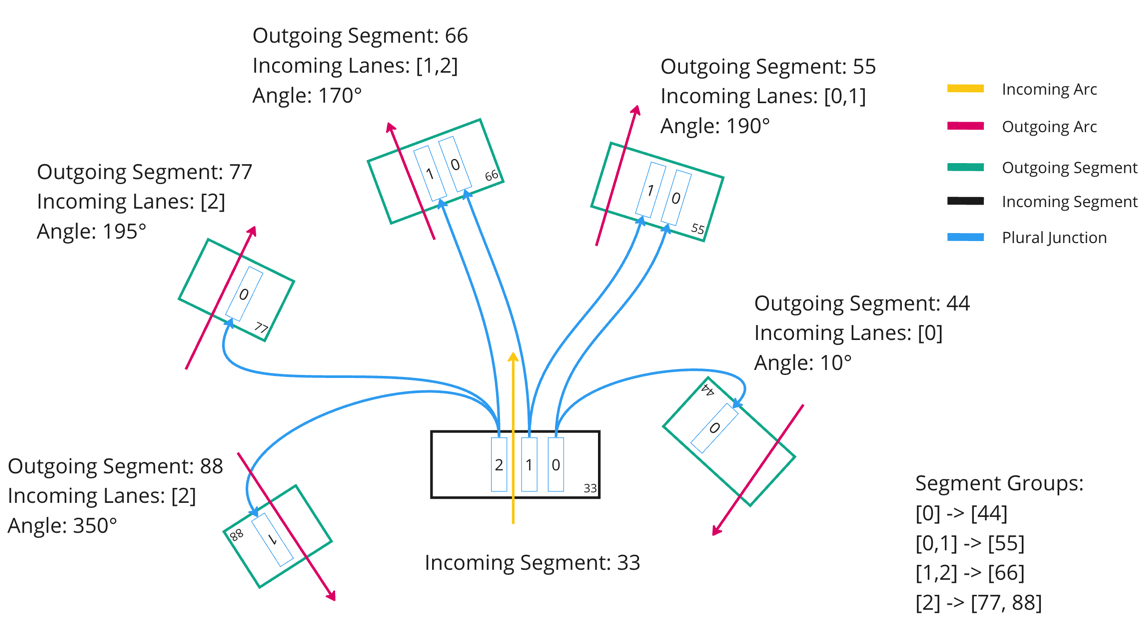 Outgoing Segment: 66
Incoming Lanes: [1,2]
Angle: 170°
Outgoing Segment: 55
Incoming Lanes: [0,1]
Angle: 190°
Incoming Arc
Outgoing Arc
Outgoing Segment
Incoming Segment
Plural Junction
Outgoing Segment: 77
Incoming Lanes: [2]
Angle: 195°
1
0
66
1
0
55
0
77
Outgoing Segment: 44
Incoming Lanes: [0]
Angle: 10°
44
0
2
1
0
33
Outgoing Segment: 88
Incoming Lanes: [2]
Angle: 350°
88
1
Incoming Segment: 33
Segment Groups:
[0] -> [44]
[0,1] -> [55]
[1,2] -> [66]
[2] -> [77, 88]